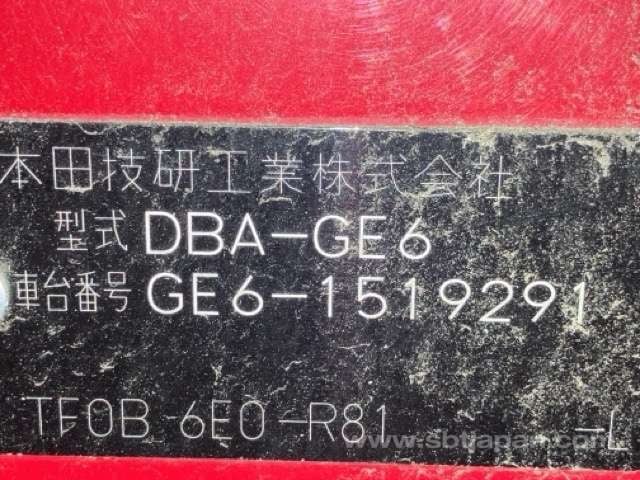 本田技研工業株式会社
型式 DBA-GE6
車台番号 GE6-1519291
TF0B 6E0-R81 -L
www.sbtjapan.com